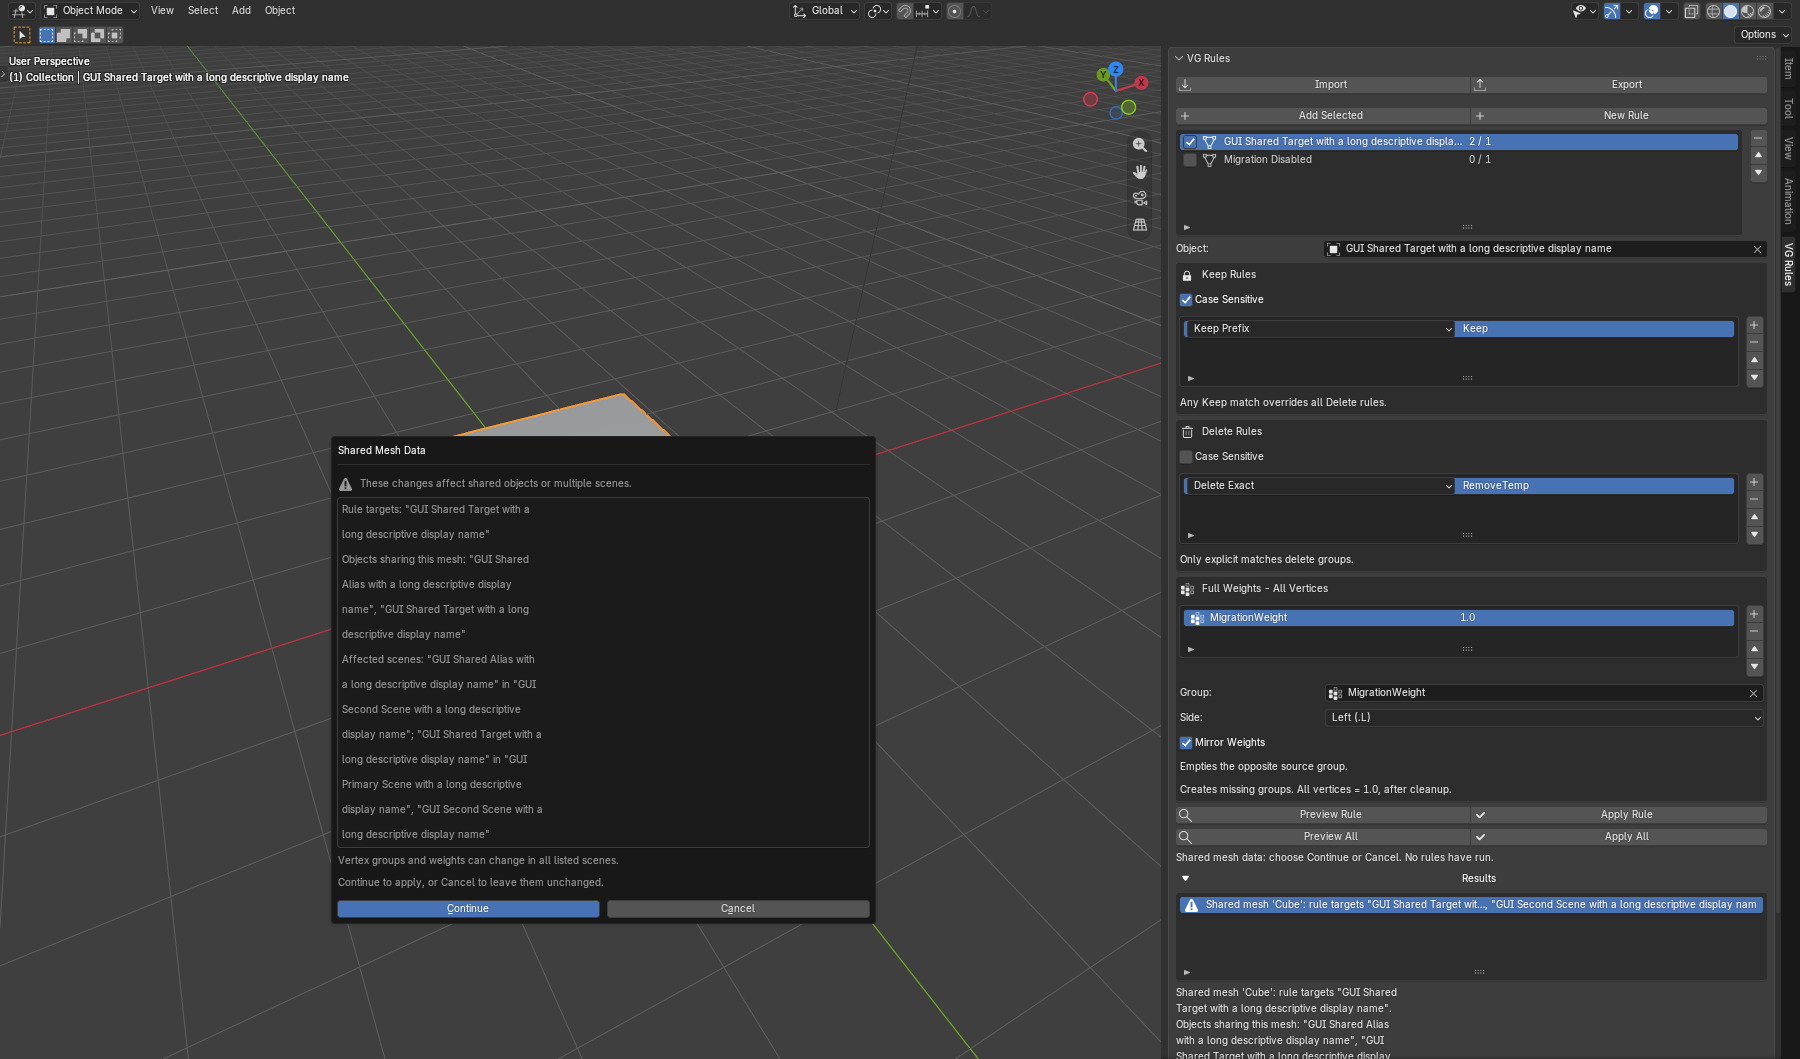 Object Mode View Select Add Object Global
Options
User Perspective
(1) Collection | GUI Shared Target with a long descriptive display name
Z
Y
X
Shared Mesh Data
These changes affect shared objects or multiple scenes.
Rule targets: "GUI Shared Target with a
long descriptive display name"
Objects sharing this mesh: "GUI Shared
Alias with a long descriptive display
name", "GUI Shared Target with a long
descriptive display name"
Affected scenes: "GUI Shared Alias with
a long descriptive display name" in "GUI
Second Scene with a long descriptive
display name"; "GUI Shared Target with a
long descriptive display name" in "GUI
Primary Scene with a long descriptive
display name", "GUI Second Scene with a
long descriptive display name"
Vertex groups and weights can change in all listed scenes.
Continue to apply, or Cancel to leave them unchanged.
Continue Cancel
VG Rules
Import Export
Add Selected New Rule
GUI Shared Target with a long descriptive displa... 2 / 1
Migration Disabled 0 / 1
Object: GUI Shared Target with a long descriptive display name
Keep Rules
Case Sensitive
Keep Prefix Keep
Any Keep match overrides all Delete rules.
Delete Rules
Case Sensitive
Delete Exact RemoveTemp
Only explicit matches delete groups.
Full Weights - All Vertices
MigrationWeight 1.0
Group: MigrationWeight
Side: Left (.L)
Mirror Weights
Empties the opposite source group.
Creates missing groups. All vertices = 1.0, after cleanup.
Preview Rule Apply Rule
Preview All Apply All
Shared mesh data: choose Continue or Cancel. No rules have run.
Results
Shared mesh 'Cube': rule targets "GUI Shared Target wit..., "GUI Second Scene with a long descriptive display nam
Shared mesh 'Cube': rule targets "GUI Shared
Target with a long descriptive display name".
Objects sharing this mesh: "GUI Shared Alias
with a long descriptive display name", "GUI
Shared Target with a long descriptive display
Item
Tool
View
Animation
VG Rules